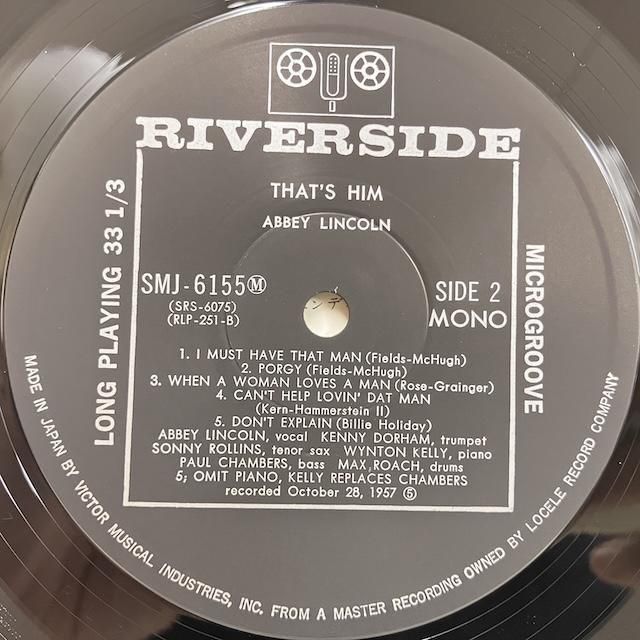 RIVERSIDE
THAT'S HIM
ABBEY LINCOLN
LONG PLAYING 33 1/3
MICROGROOVE
SMJ-6155Ⓜ
(SRS-6075)
(RLP-251-B)
SIDE 2
MONO
ンデ
1. I MUST HAVE THAT MAN (Fields-McHugh)
2. PORGY (Fields-McHugh)
3. WHEN A WOMAN LOVES A MAN (Rose-Grainger)
4. CAN'T HELP LOVIN' DAT MAN
(Kern-Hammerstein II)
5. DON'T EXPLAIN (Billie Holiday)
ABBEY LINCOLN, vocal KENNY DORHAM, trumpet
SONNY ROLLINS, tenor sax WYNTON KELLY, piano
PAUL CHAMBERS, bass MAX ROACH, drums
5; OMIT PIANO, KELLY REPLACES CHAMBERS
recorded October 28, 1957 ⑤
MADE IN JAPAN BY VICTOR MUSICAL INDUSTRIES, INC. FROM A MASTER RECORDING OWNED BY LOCELE RECORD COMPANY